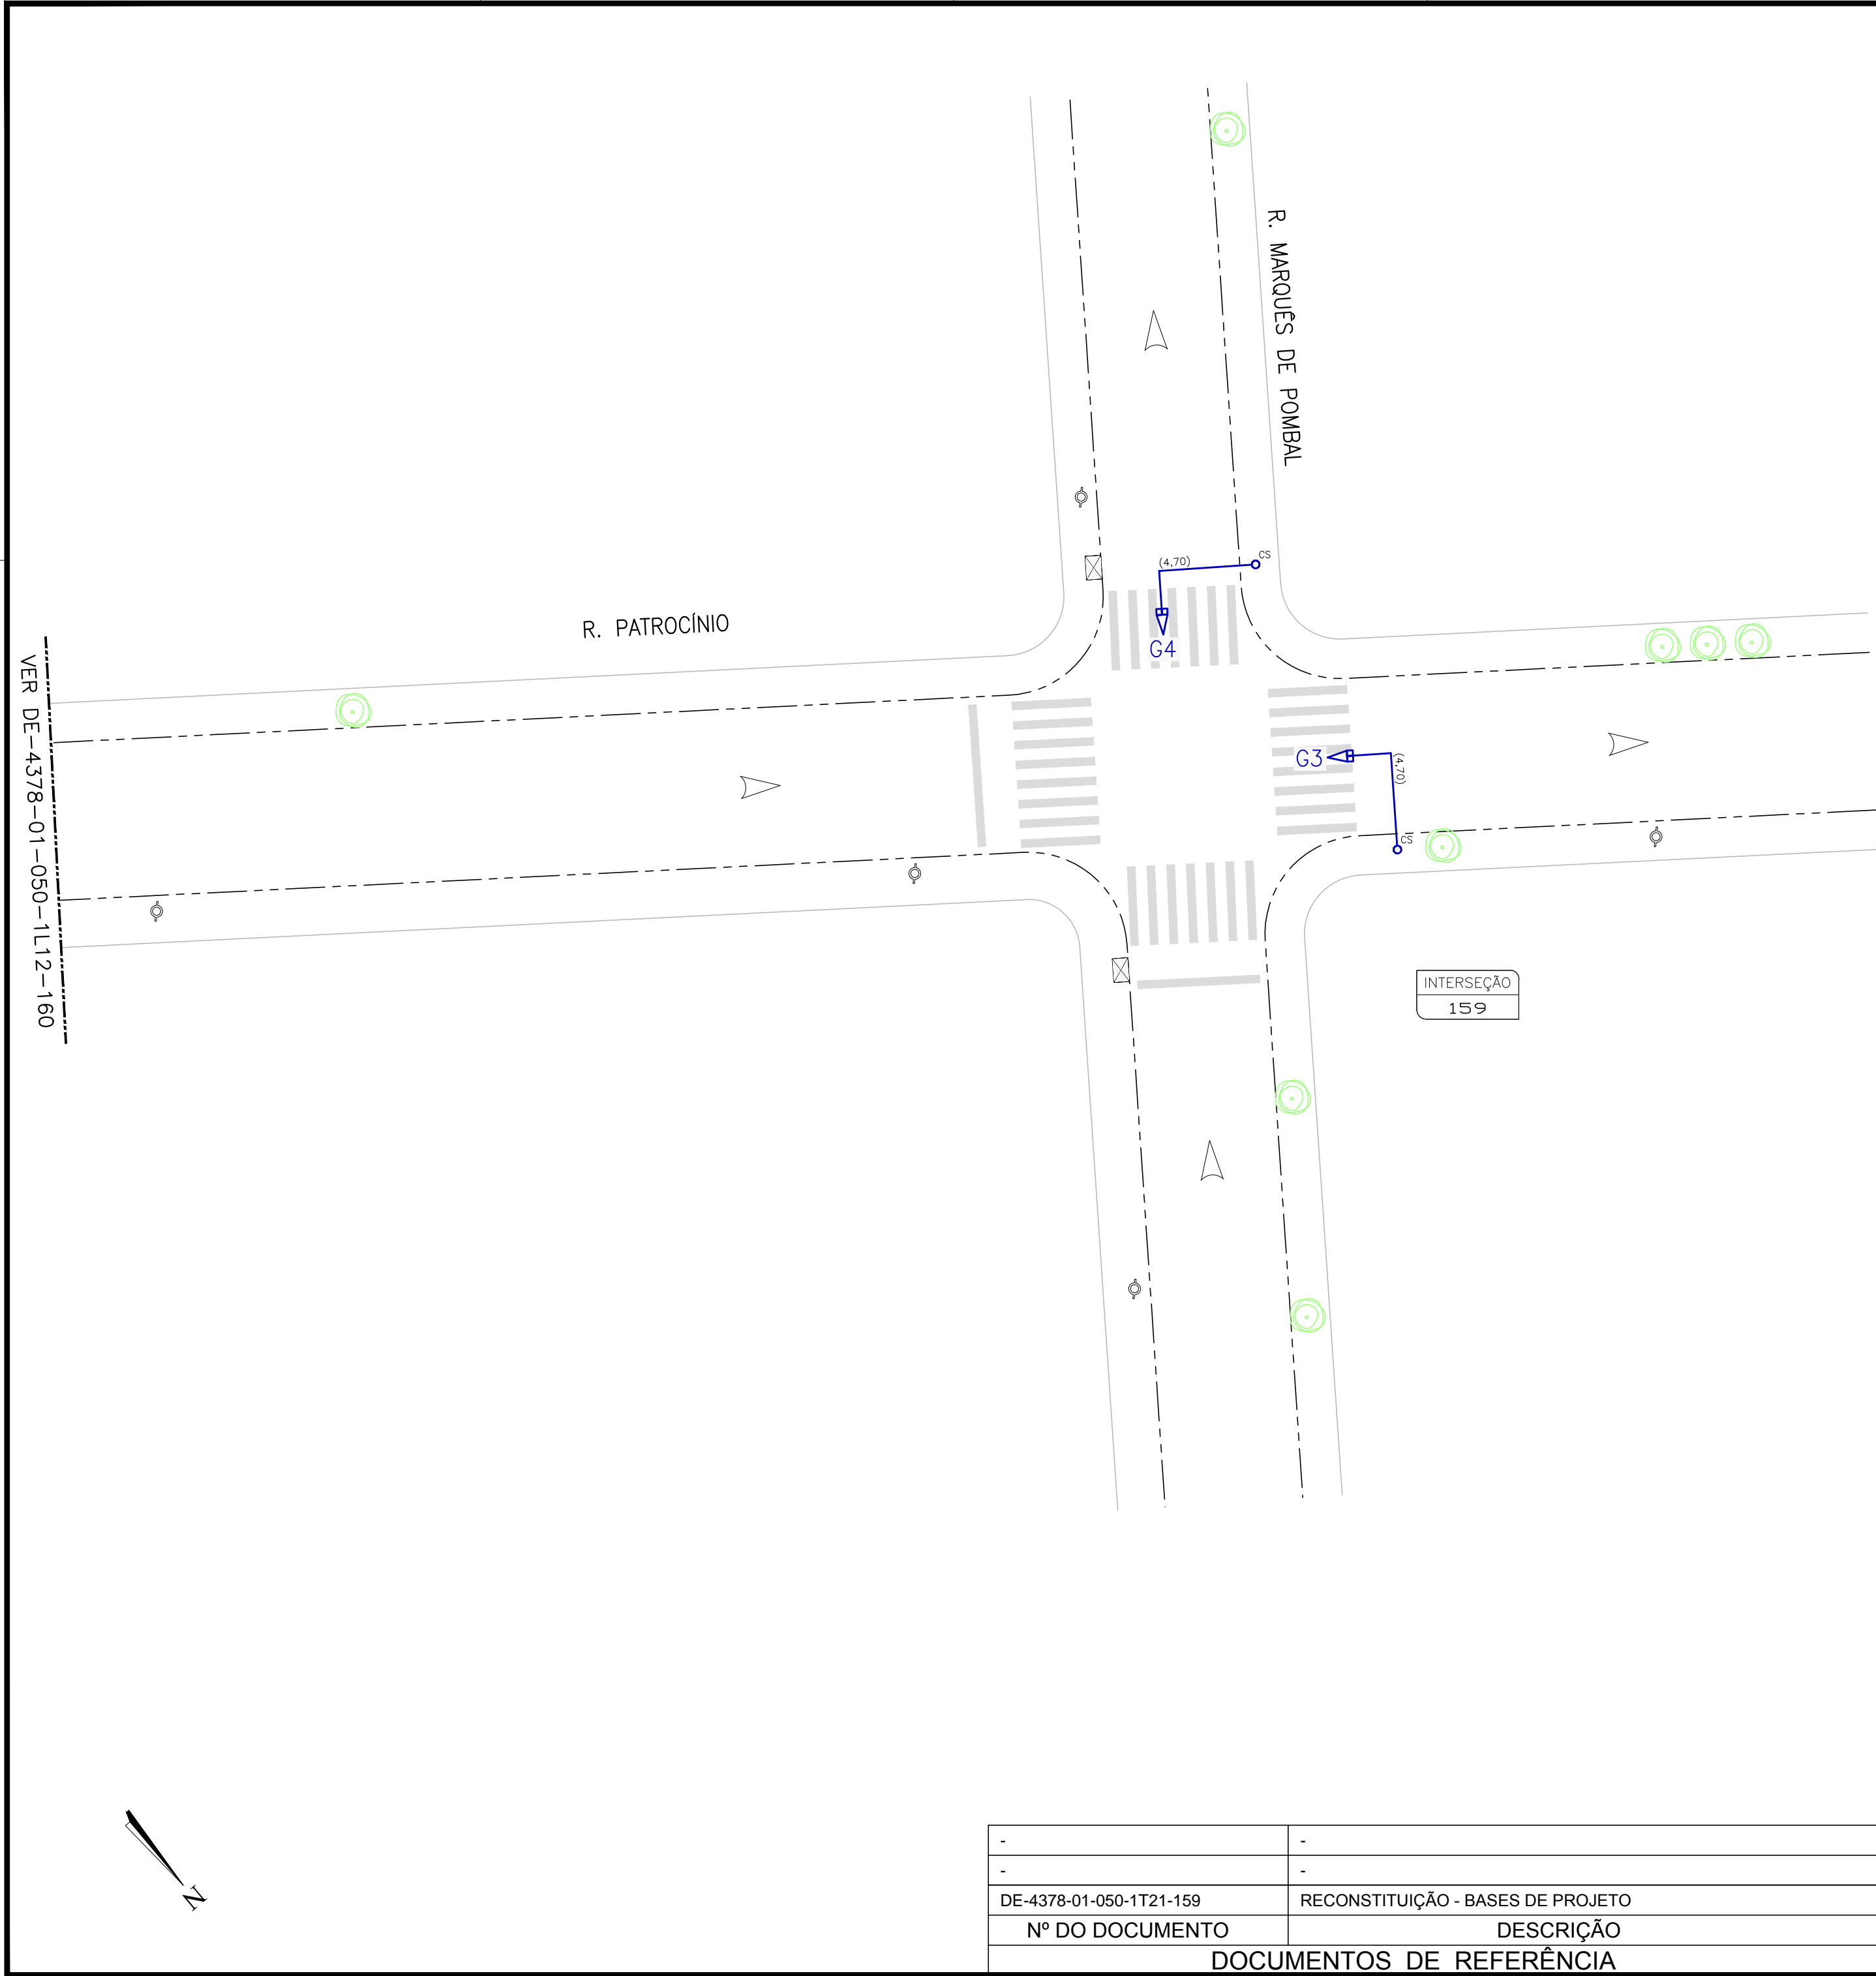 R. MARQUÊS DE POMBAL
(4,70)
CS
G4
R. PATROCÍNIO
VER DE-4378-01-050-1L12-160
G3
(4,70)
CS
INTERSEÇÃO
159
N
- -
- -
DE-4378-01-050-1T21-159 RECONSTITUIÇÃO - BASES DE PROJETO
Nº DO DOCUMENTO DESCRIÇÃO
DOCUMENTOS DE REFERÊNCIA